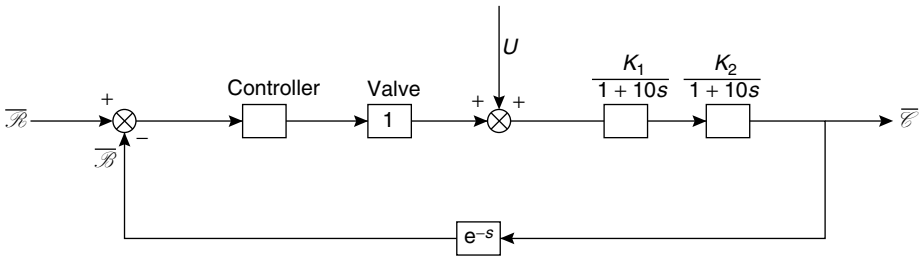 U
K₁
1 + 10s
K₂
1 + 10s
Controller
Valve
+
+
+
ℛ̅
1
𝒞̅
−
ℬ̅
e⁻ˢ